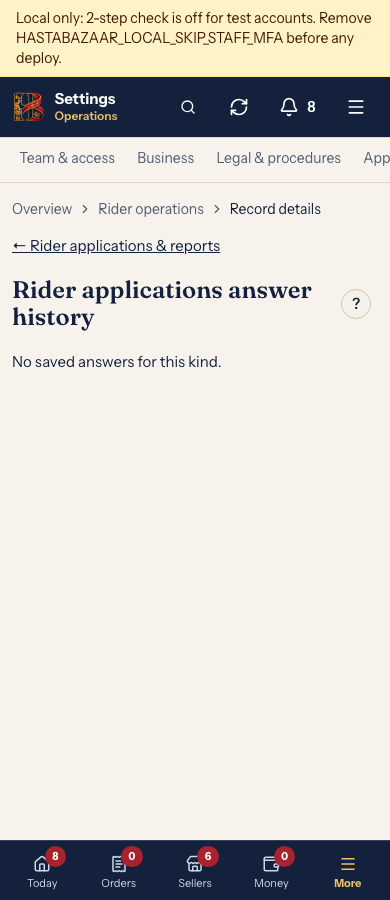 Local only: 2-step check is off for test accounts. Remove
HASTABAZAAR_LOCAL_SKIP_STAFF_MFA before any
deploy.
Settings
Operations
8
Team & access
Business
Legal & procedures
App
Overview > Rider operations > Record details
← Rider applications & reports
Rider applications answer
history
?
No saved answers for this kind.
8
0
6
0
Today
Orders
Sellers
Money
More